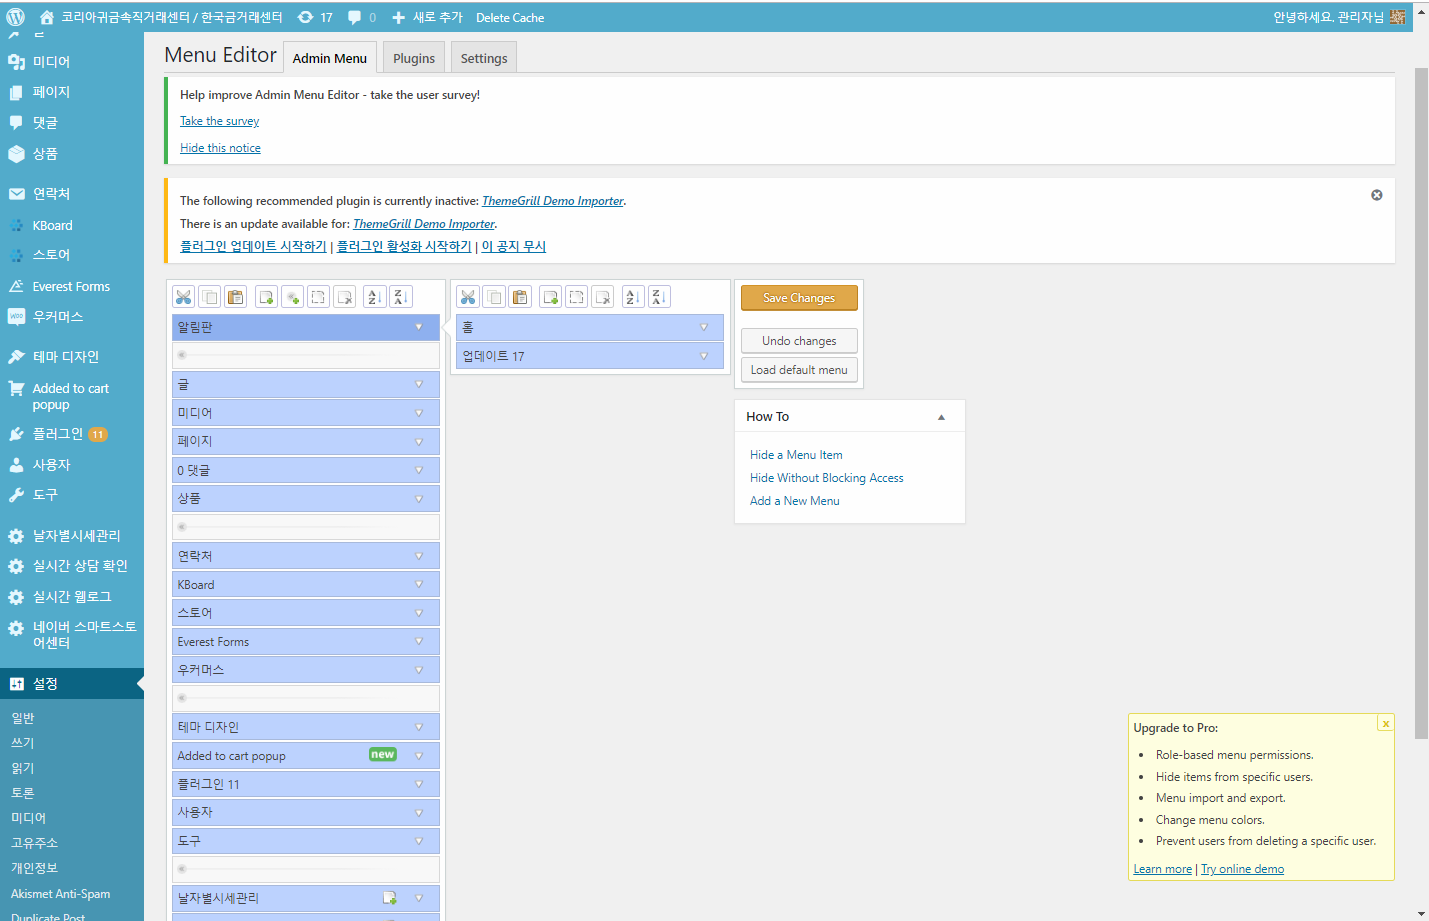 코리아귀금속직거래센터 / 한국금거래센터
17
0
새로 추가
Delete Cache
안녕하세요, 관리자님
미디어
페이지
댓글
상품
연락처
KBoard
스토어
Everest Forms
우커머스
테마 디자인
Added to cart
popup
플러그인 11
사용자
도구
날자별시세관리
실시간 상담 확인
실시간 웹로그
네이버 스마트스토
어센터
설정
일반
쓰기
읽기
토론
미디어
고유주소
개인정보
Akismet Anti-Spam
Duplicate Post
Menu Editor
Admin Menu
Plugins
Settings
Help improve Admin Menu Editor - take the user survey!
Take the survey
Hide this notice
The following recommended plugin is currently inactive: ThemeGrill Demo Importer.
There is an update available for: ThemeGrill Demo Importer.
플러그인 업데이트 시작하기 | 플러그인 활성화 시작하기 | 이 공지 무시
알림판
글
미디어
페이지
0 댓글
상품
연락처
KBoard
스토어
Everest Forms
우커머스
테마 디자인
Added to cart popup
new
플러그인 11
사용자
도구
날자별시세관리
홈
업데이트 17
Save Changes
Undo changes
Load default menu
How To
Hide a Menu Item
Hide Without Blocking Access
Add a New Menu
Upgrade to Pro:
x
• Role-based menu permissions.
• Hide items from specific users.
• Menu import and export.
• Change menu colors.
• Prevent users from deleting a specific user.
Learn more | Try online demo